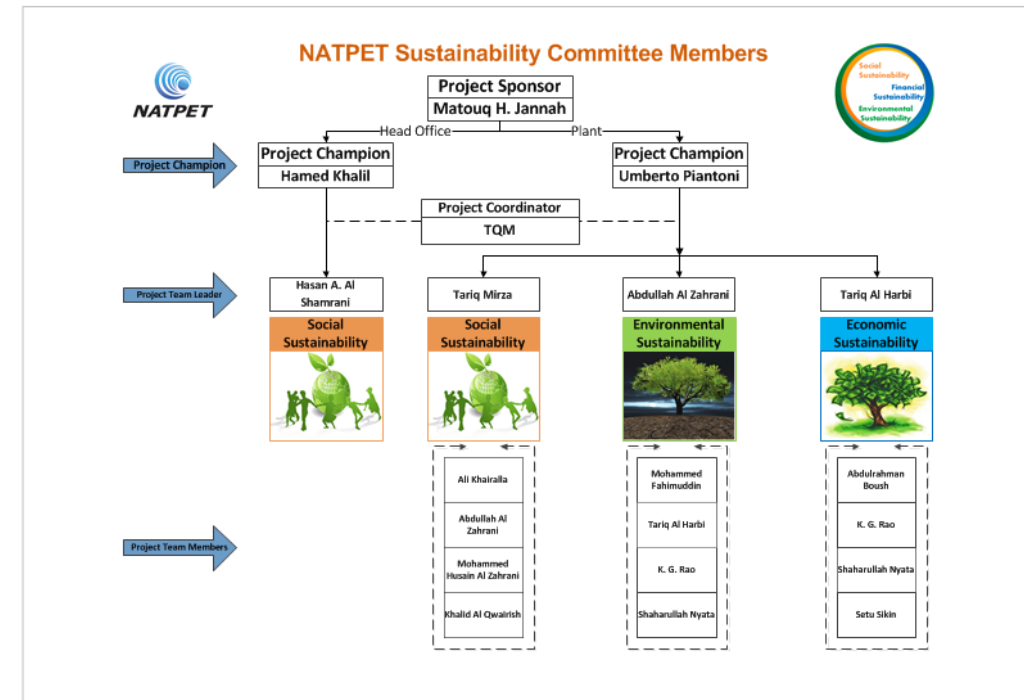 NATPET Sustainability Committee Members
NATPET
Social
Sustainability
Financial
Sustainability
Environmental
Sustainability
Project Sponsor
Matouq H. Jannah
Head Office
Plant
Project Champion
Project Champion
Hamed Khalil
Project Champion
Umberto Piantoni
Project Coordinator
TQM
Project Team Leader
Hasan A. Al
Shamrani
Tariq Mirza
Abdullah Al Zahrani
Tariq Al Harbi
Social
Sustainability
Social
Sustainability
Environmental
Sustainability
Economic
Sustainability
Project Team Members
Ali Khairalla
Abdullah Al
Zahrani
Mohammed
Husain Al Zahrani
Khalid Al Qwairish
Mohammed
Fahimuddin
Tariq Al Harbi
K. G. Rao
Shaharullah Nyata
Abdulrahman
Boush
K. G. Rao
Shaharullah Nyata
Setu Sikin